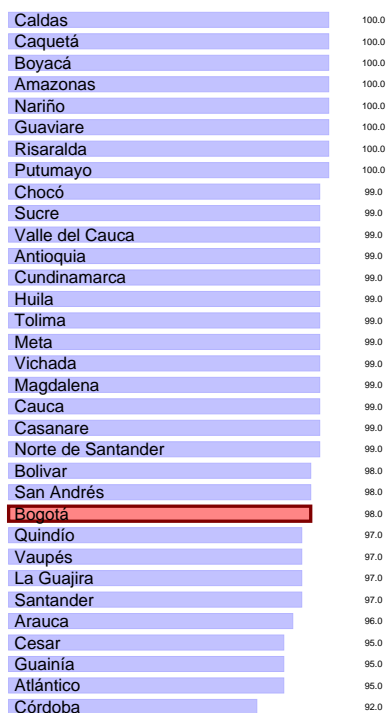 Caldas 100.0
Caquetá 100.0
Boyacá 100.0
Amazonas 100.0
Nariño 100.0
Guaviare 100.0
Risaralda 100.0
Putumayo 100.0
Chocó 99.0
Sucre 99.0
Valle del Cauca 99.0
Antioquia 99.0
Cundinamarca 99.0
Huila 99.0
Tolima 99.0
Meta 99.0
Vichada 99.0
Magdalena 99.0
Cauca 99.0
Casanare 99.0
Norte de Santander 99.0
Bolivar 98.0
San Andrés 98.0
Bogotá 98.0
Quindío 97.0
Vaupés 97.0
La Guajira 97.0
Santander 97.0
Arauca 96.0
Cesar 95.0
Guainía 95.0
Atlántico 95.0
Córdoba 92.0